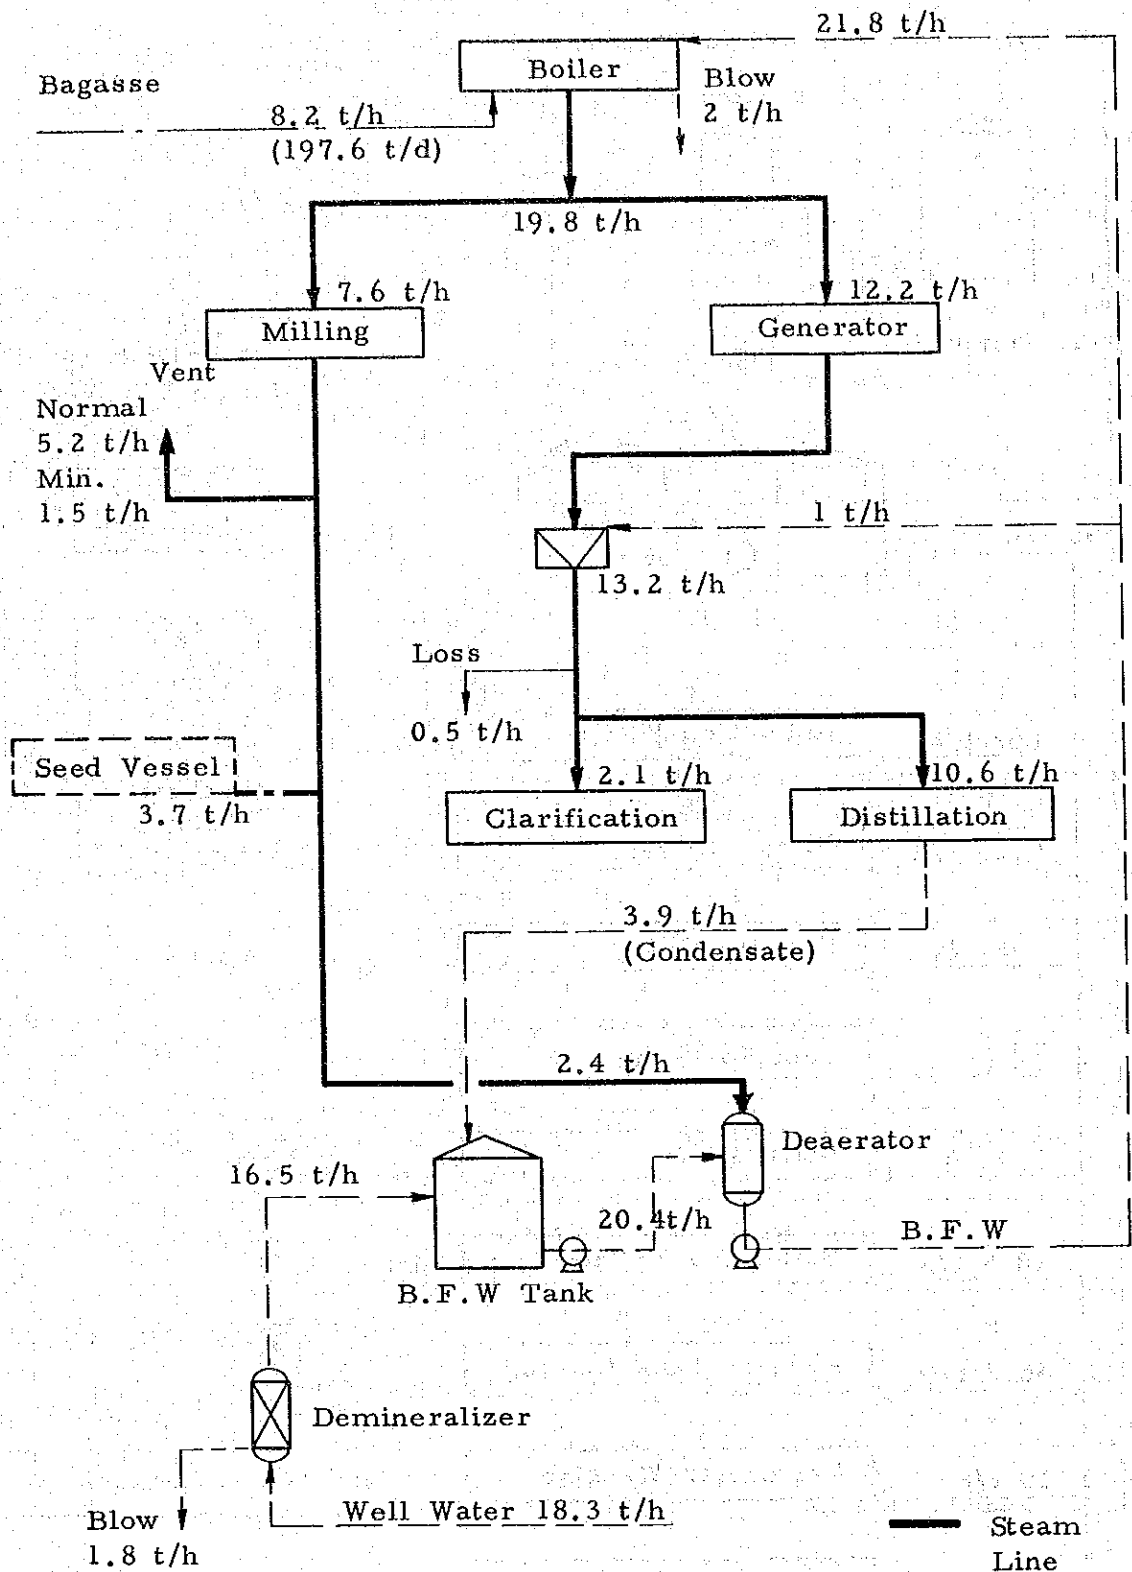 21.8 t/h
Boiler
Bagasse
Blow
2 t/h
8.2 t/h
(197.6 t/d)
19.8 t/h
7.6 t/h
12.2 t/h
Milling
Generator
Vent
Normal
5.2 t/h
Min.
1.5 t/h
1 t/h
13.2 t/h
Loss
0.5 t/h
Seed Vessel
3.7 t/h
2.1 t/h
10.6 t/h
Clarification
Distillation
3.9 t/h
(Condensate)
2.4 t/h
Deaerator
16.5 t/h
20.4t/h
B.F.W
B.F.W Tank
Demineralizer
Well Water 18.3 t/h
Blow
1.8 t/h
Steam
Line